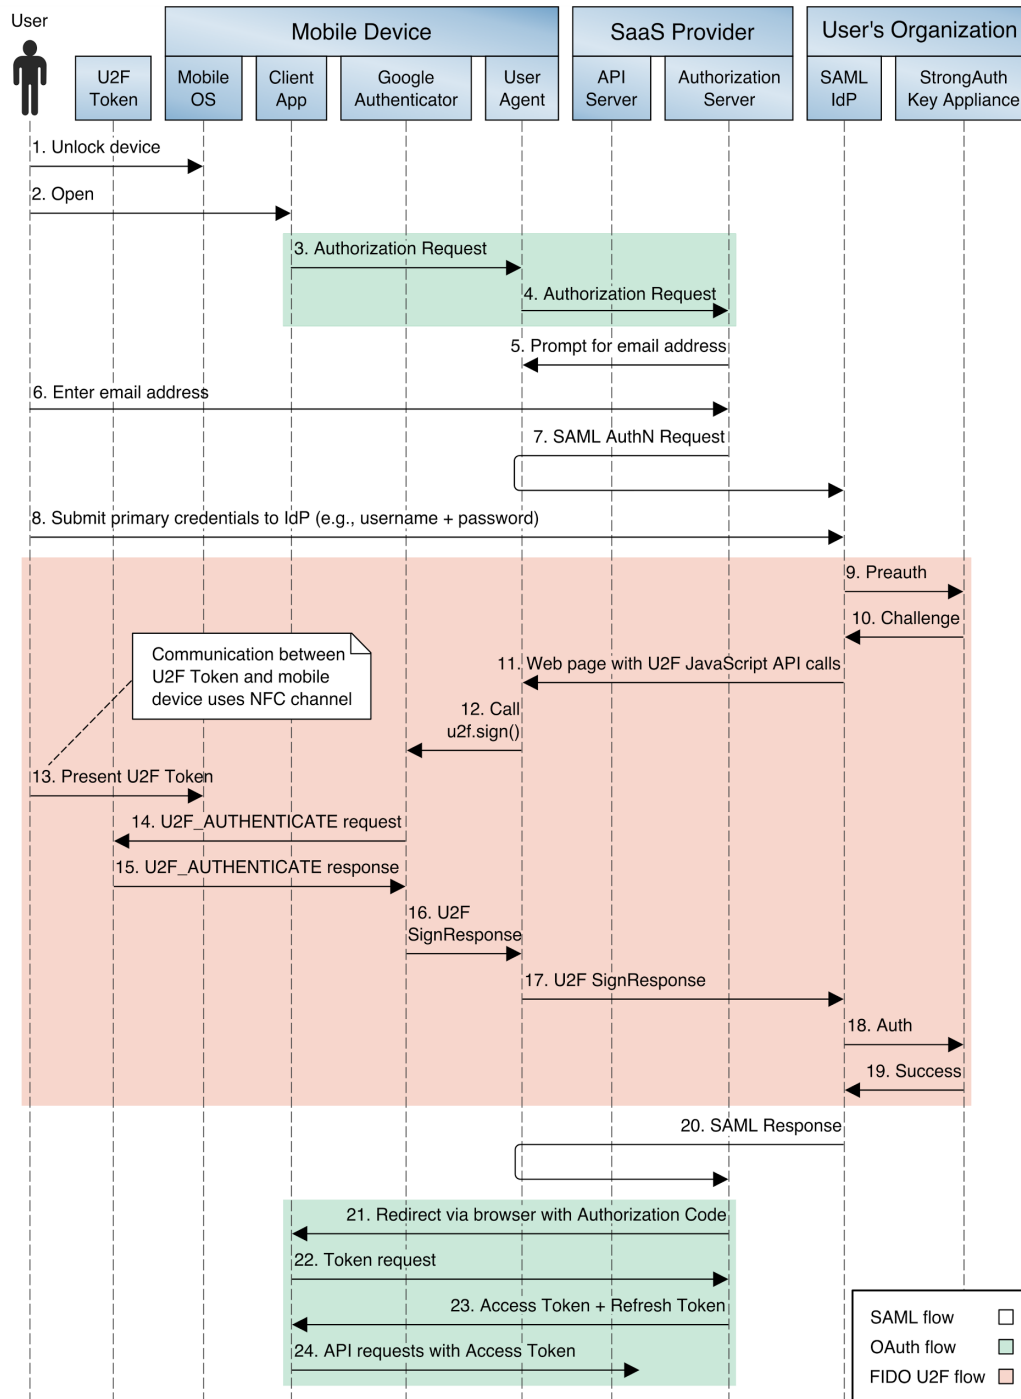 User
Mobile Device
SaaS Provider
User's Organization
U2F
Token
Mobile
OS
Client
App
Google
Authenticator
User
Agent
API
Server
Authorization
Server
SAML
IdP
StrongAuth
Key Appliance
1. Unlock device
2. Open
3. Authorization Request
4. Authorization Request
5. Prompt for email address
6. Enter email address
7. SAML AuthN Request
8. Submit primary credentials to IdP (e.g., username + password)
9. Preauth
10. Challenge
Communication between
U2F Token and mobile
device uses NFC channel
11. Web page with U2F JavaScript API calls
12. Call
u2f.sign()
13. Present U2F Token
14. U2F_AUTHENTICATE request
15. U2F_AUTHENTICATE response
16. U2F
SignResponse
17. U2F SignResponse
18. Auth
19. Success
20. SAML Response
21. Redirect via browser with Authorization Code
22. Token request
23. Access Token + Refresh Token
24. API requests with Access Token
SAML flow
OAuth flow
FIDO U2F flow